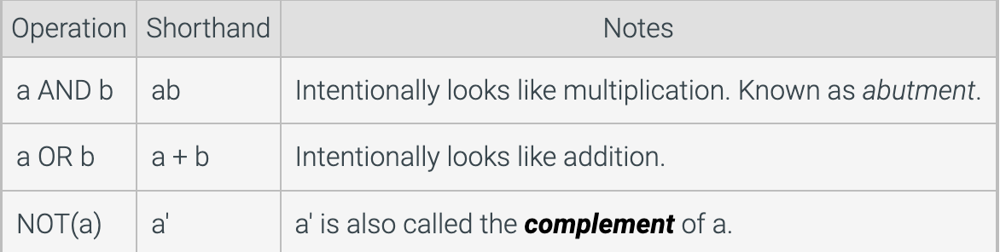 Operation Shorthand Notes
a AND b ab Intentionally looks like multiplication. Known as abutment.
a OR b a + b Intentionally looks like addition.
NOT(a) a' a' is also called the complement of a.